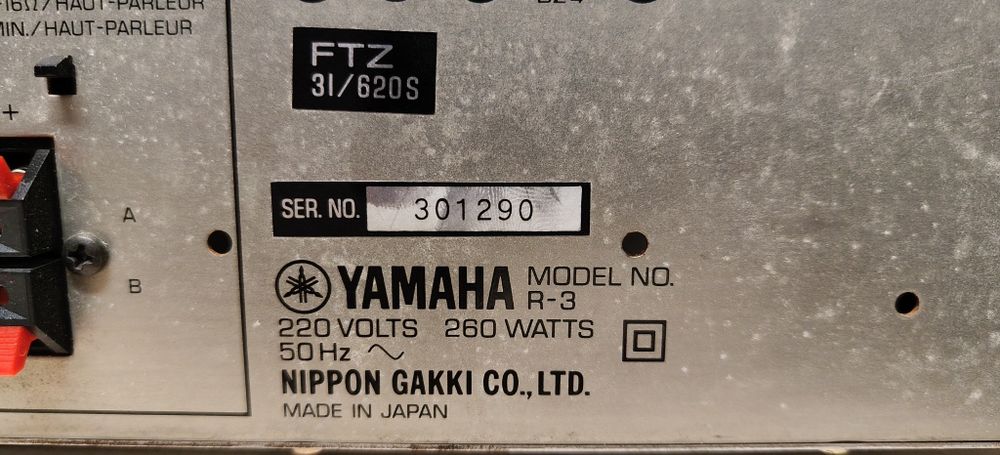 -16Ω/HAUT-PARLEUR
MIN./HAUT-PARLEUR
+
A
B
FTZ
31/620S
SER. NO. 301290
YAMAHA MODEL NO.
R-3
220 VOLTS 260 WATTS
50 Hz ~
NIPPON GAKKI CO., LTD.
MADE IN JAPAN